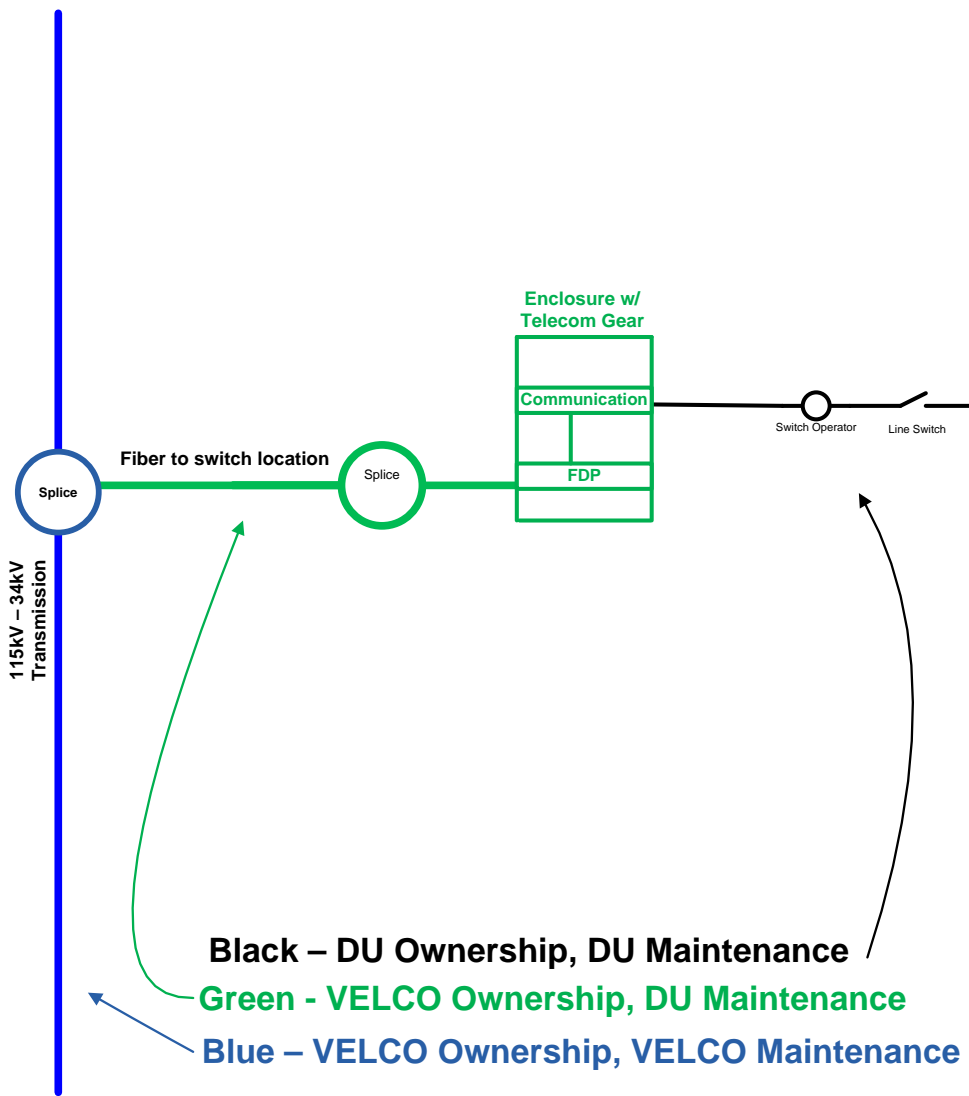 Enclosure w/
Telecom Gear
Communication
FDP
Switch Operator
Line Switch
Fiber to switch location
Splice
Splice
115kV – 34kV
Transmission
Black – DU Ownership, DU Maintenance
Green - VELCO Ownership, DU Maintenance
Blue – VELCO Ownership, VELCO Maintenance